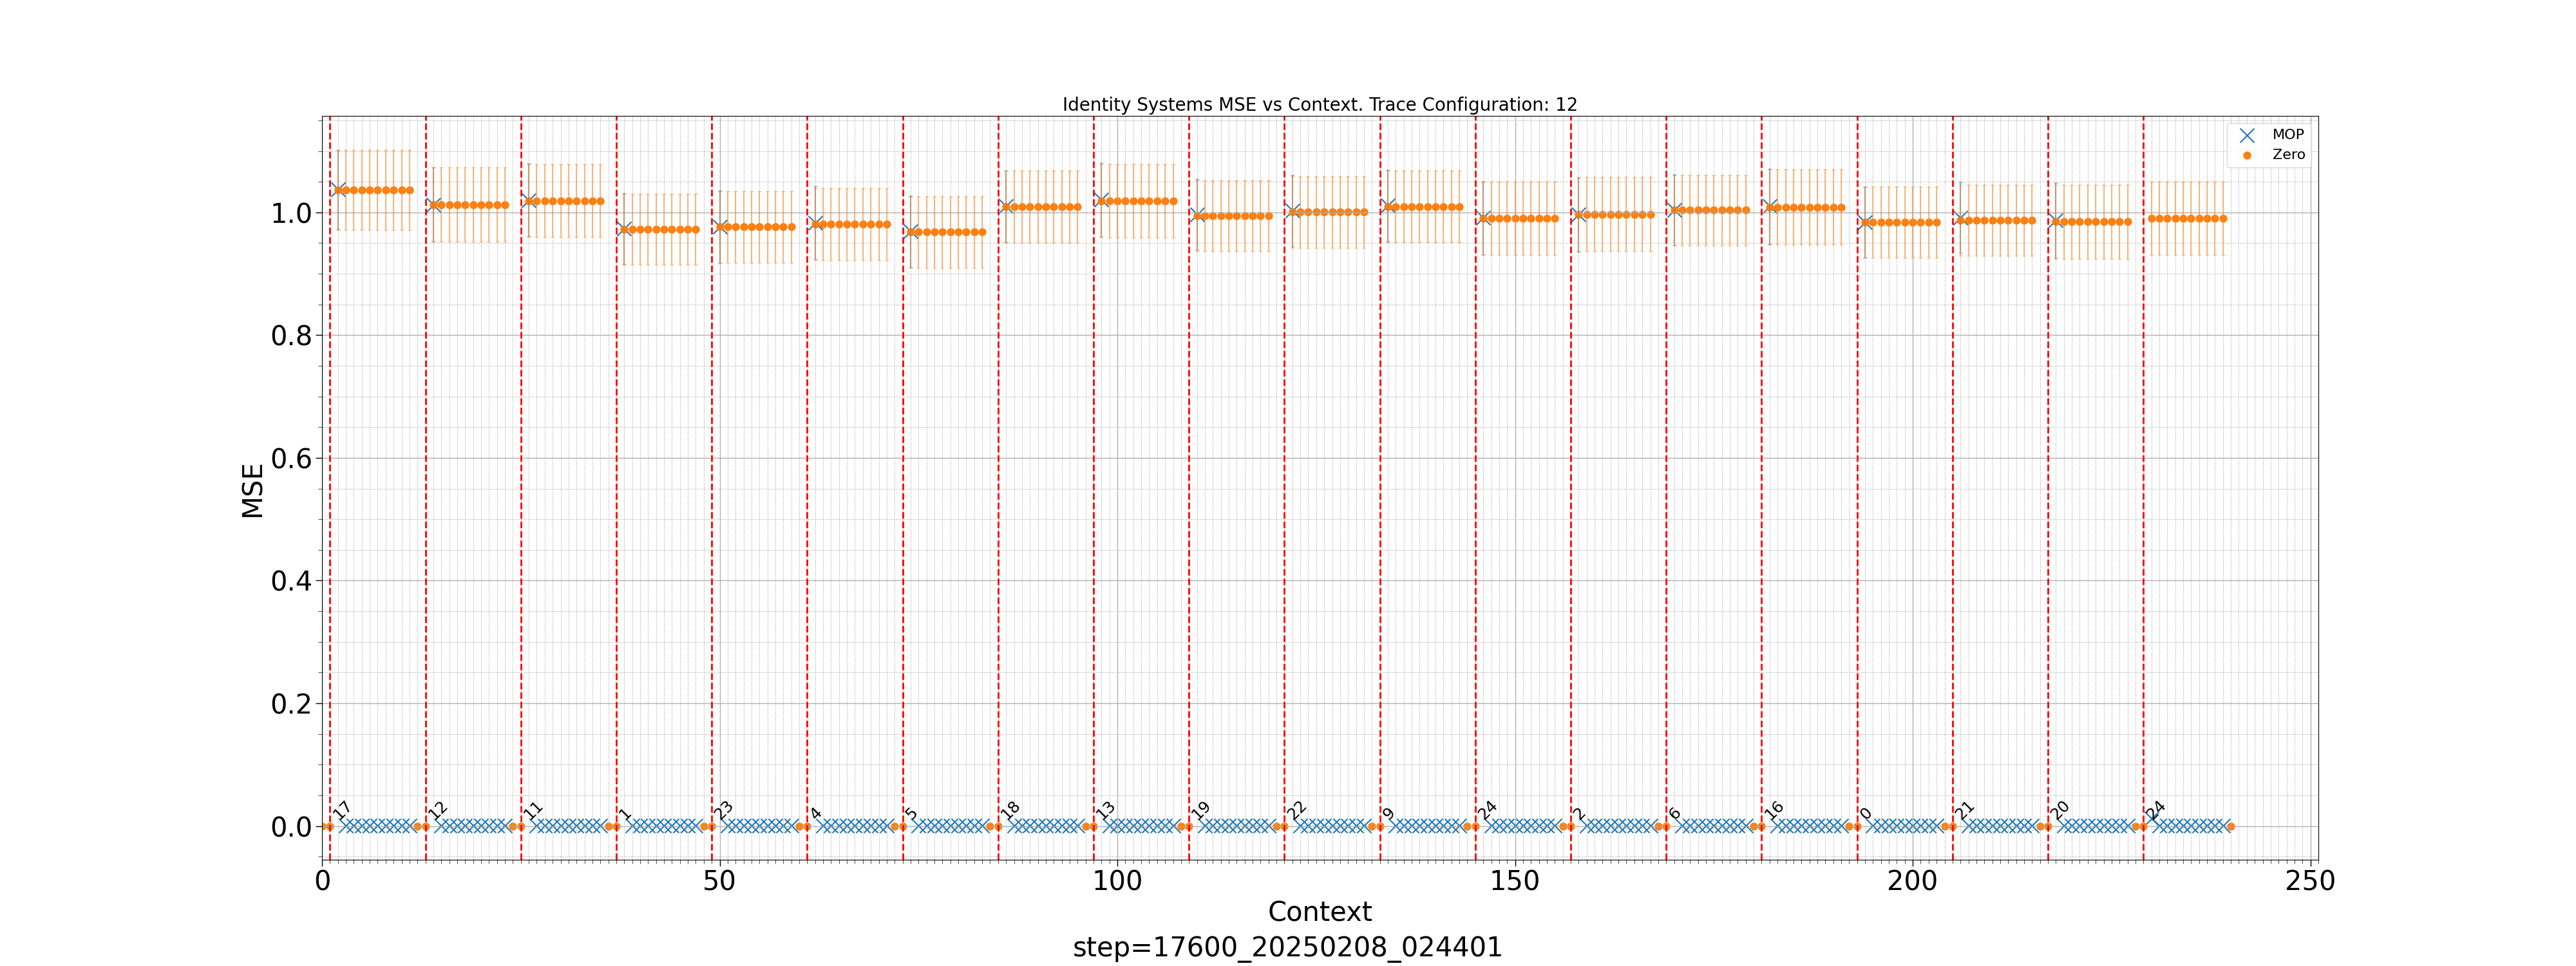 Identity Systems MSE vs Context. Trace Configuration: 12
MOP
Zero
1.0
0.8
0.6
0.4
0.2
0.0
MSE
17 12 11 1 23 4 5 18 13 19 22 9 24 2 6 16 0 21 20 24
0 50 100 150 200 250
Context
step=17600_20250208_024401